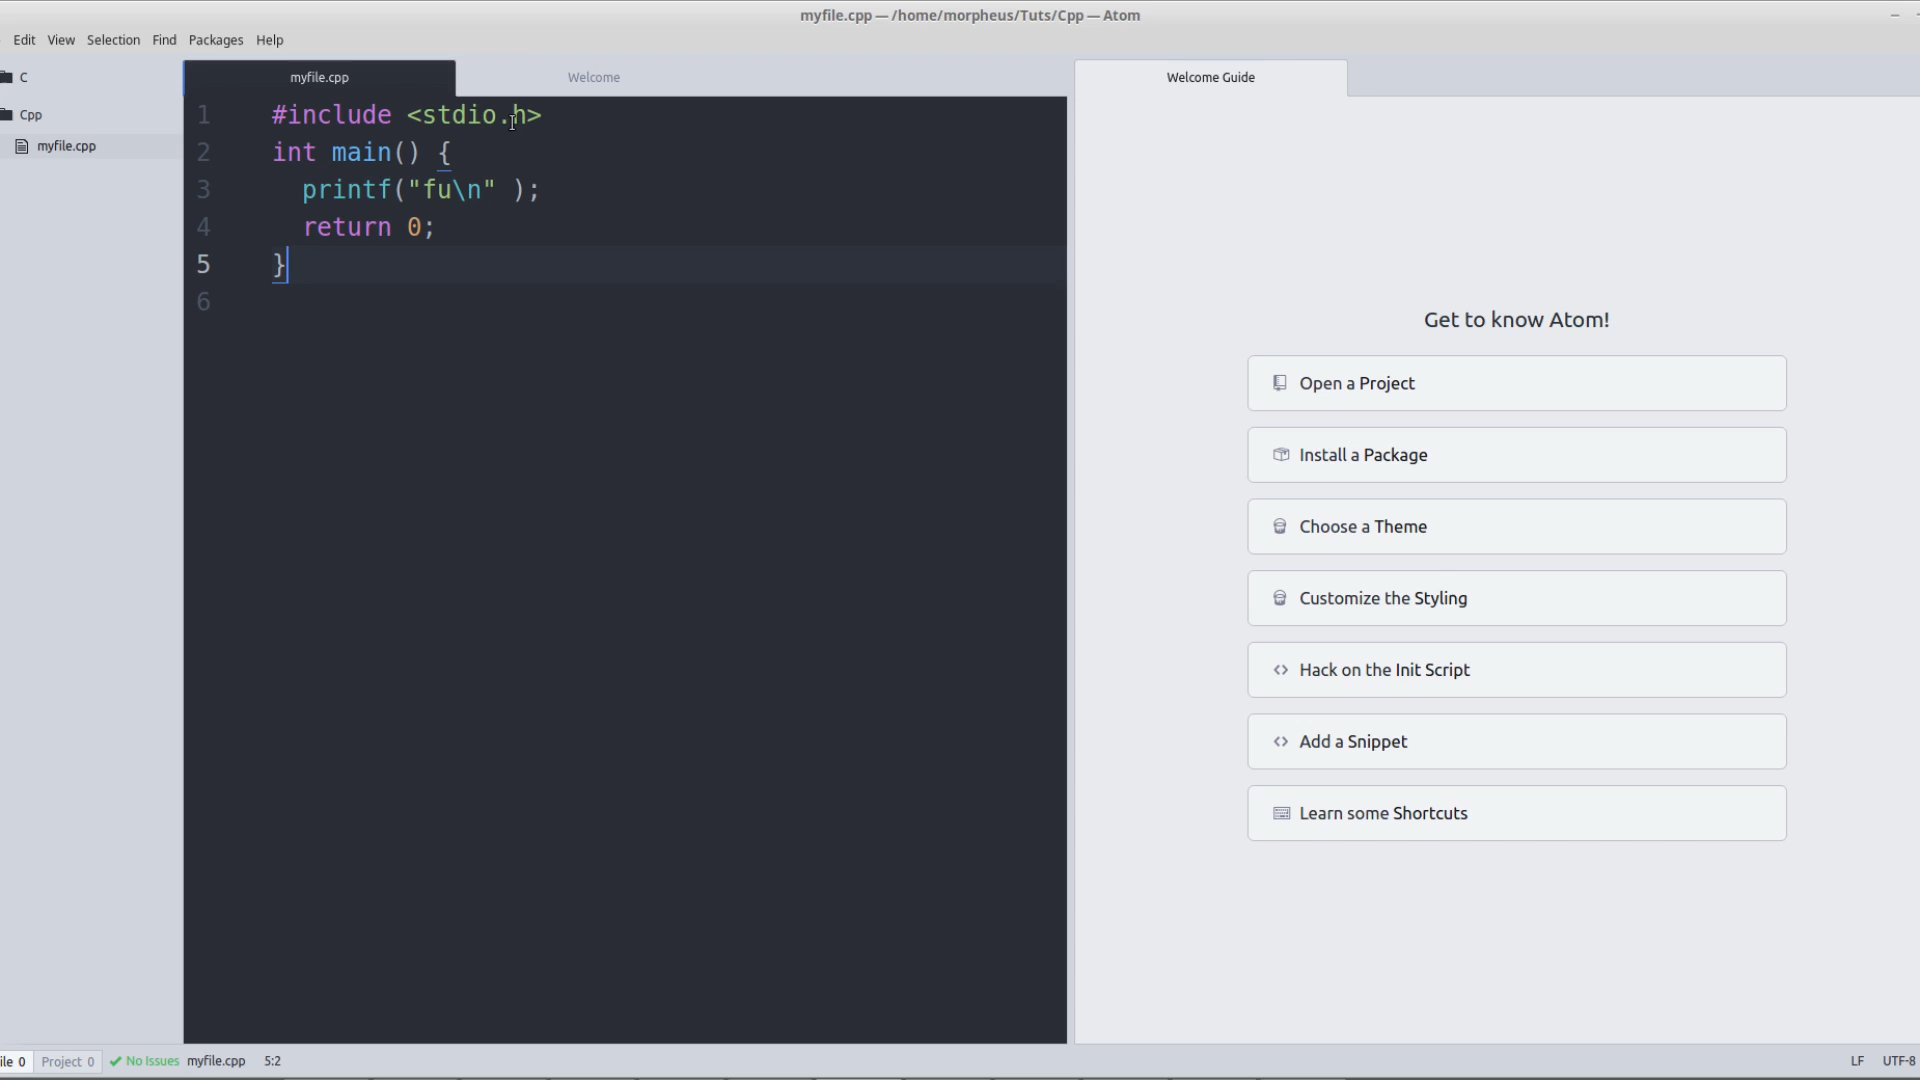 myfile.cpp — /home/morpheus/Tuts/Cpp — Atom
Edit View Selection Find Packages Help
C
Cpp
myfile.cpp
myfile.cpp Welcome
1 #include <stdio.h>
2 int main() {
3 printf("fu\n" );
4 return 0;
5 }
6
Welcome Guide
Get to know Atom!
Open a Project
Install a Package
Choose a Theme
Customize the Styling
Hack on the Init Script
Add a Snippet
Learn some Shortcuts
ile 0 Project 0 No Issues myfile.cpp 5:2 LF UTF-8